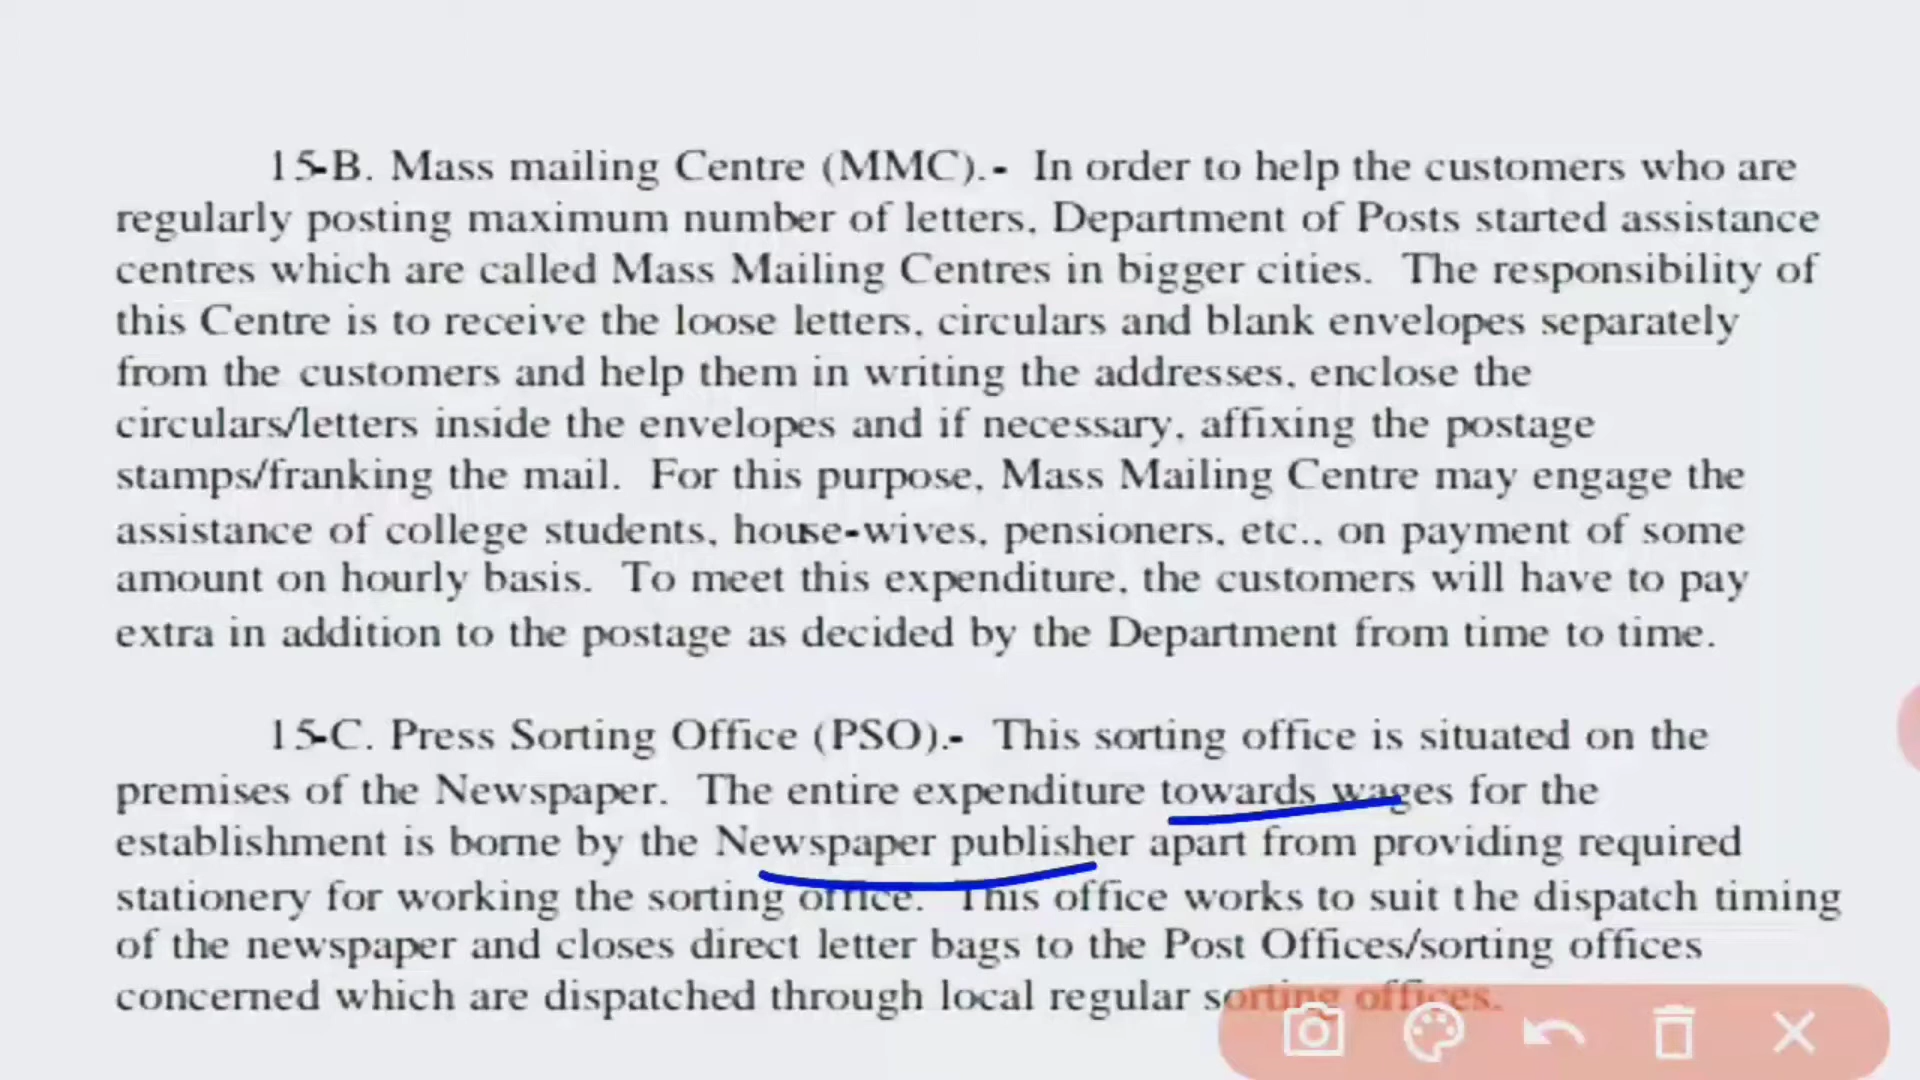 15-B. Mass mailing Centre (MMC).- In order to help the customers who are
regularly posting maximum number of letters, Department of Posts started assistance
centres which are called Mass Mailing Centres in bigger cities. The responsibility of
this Centre is to receive the loose letters, circulars and blank envelopes separately
from the customers and help them in writing the addresses, enclose the
circulars/letters inside the envelopes and if necessary, affixing the postage
stamps/franking the mail. For this purpose, Mass Mailing Centre may engage the
assistance of college students, house-wives, pensioners, etc., on payment of some
amount on hourly basis. To meet this expenditure, the customers will have to pay
extra in addition to the postage as decided by the Department from time to time.
15-C. Press Sorting Office (PSO).- This sorting office is situated on the
premises of the Newspaper. The entire expenditure towards wages for the
establishment is borne by the Newspaper publisher apart from providing required
stationery for working the sorting office. This office works to suit the dispatch timing
of the newspaper and closes direct letter bags to the Post Offices/sorting offices
concerned which are dispatched through local regular sorting offices.